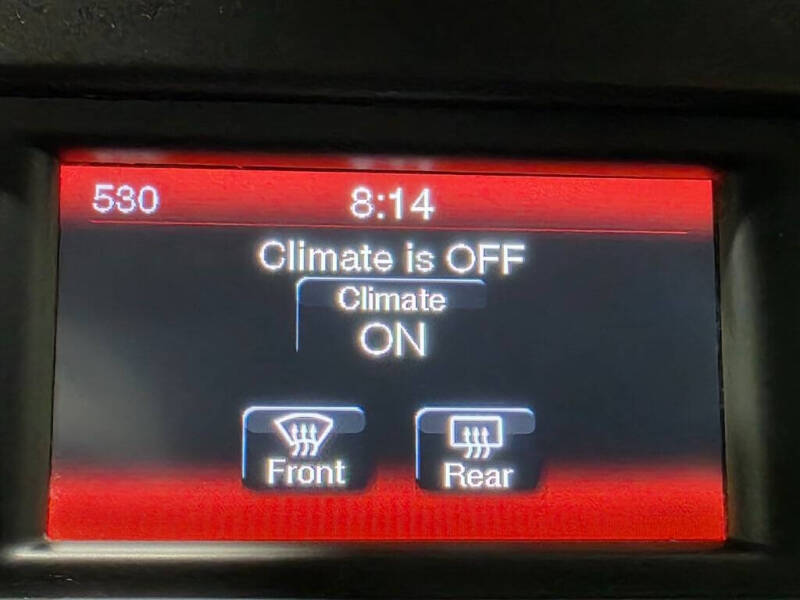 530 8:14
Climate is OFF
Climate
ON
Front Rear